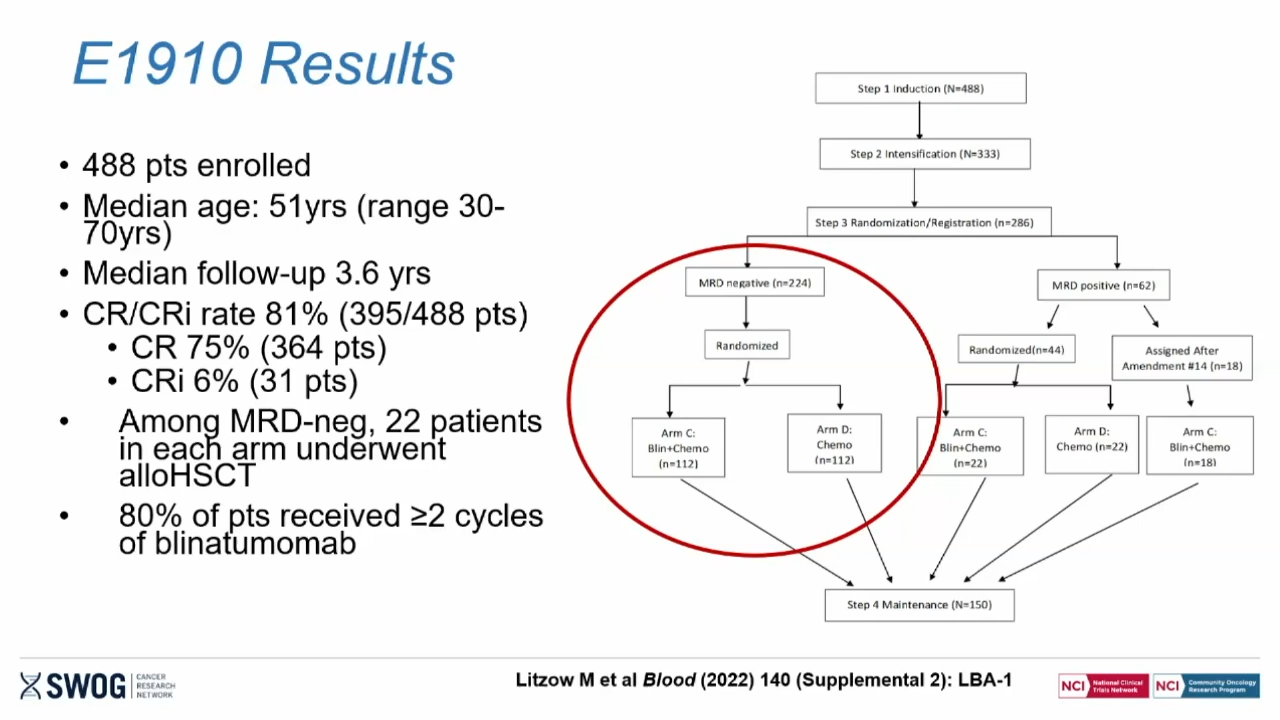 E1910 Results
• 488 pts enrolled
• Median age: 51yrs (range 30-
70yrs)
• Median follow-up 3.6 yrs
• CR/CRi rate 81% (395/488 pts)
• CR 75% (364 pts)
• CRi 6% (31 pts)
• Among MRD-neg, 22 patients
in each arm underwent
alloHSCT
• 80% of pts received ≥2 cycles
of blinatumomab
Step 1 Induction (N=488)
Step 2 Intensification (N=333)
Step 3 Randomization/Registration (n=286)
MRD negative (n=224)
MRD positive (n=62)
Randomized
Randomized(n=44)
Assigned After
Amendment #14 (n=18)
Arm C:
Blin+Chemo
(n=112)
Arm D:
Chemo
(n=112)
Arm C:
Blin+Chemo
(n=22)
Arm D:
Chemo (n=22)
Arm C:
Blin+Chemo
(n=18)
Step 4 Maintenance (N=150)
SWOG
CANCER
RESEARCH
NETWORK
Litzow M et al Blood (2022) 140 (Supplemental 2): LBA-1
NCI National Clinical
Trials Network
NCI Community Oncology
Research Program